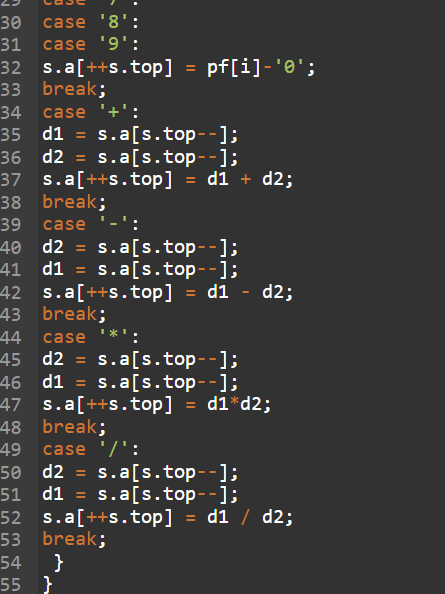 29 case '7':
30 case '8':
31 case '9':
32 s.a[++s.top] = pf[i]-'0';
33 break;
34 case '+':
35 d1 = s.a[s.top--];
36 d2 = s.a[s.top--];
37 s.a[++s.top] = d1 + d2;
38 break;
39 case '-':
40 d2 = s.a[s.top--];
41 d1 = s.a[s.top--];
42 s.a[++s.top] = d1 - d2;
43 break;
44 case '*':
45 d2 = s.a[s.top--];
46 d1 = s.a[s.top--];
47 s.a[++s.top] = d1*d2;
48 break;
49 case '/':
50 d2 = s.a[s.top--];
51 d1 = s.a[s.top--];
52 s.a[++s.top] = d1 / d2;
53 break;
54 }
55 }